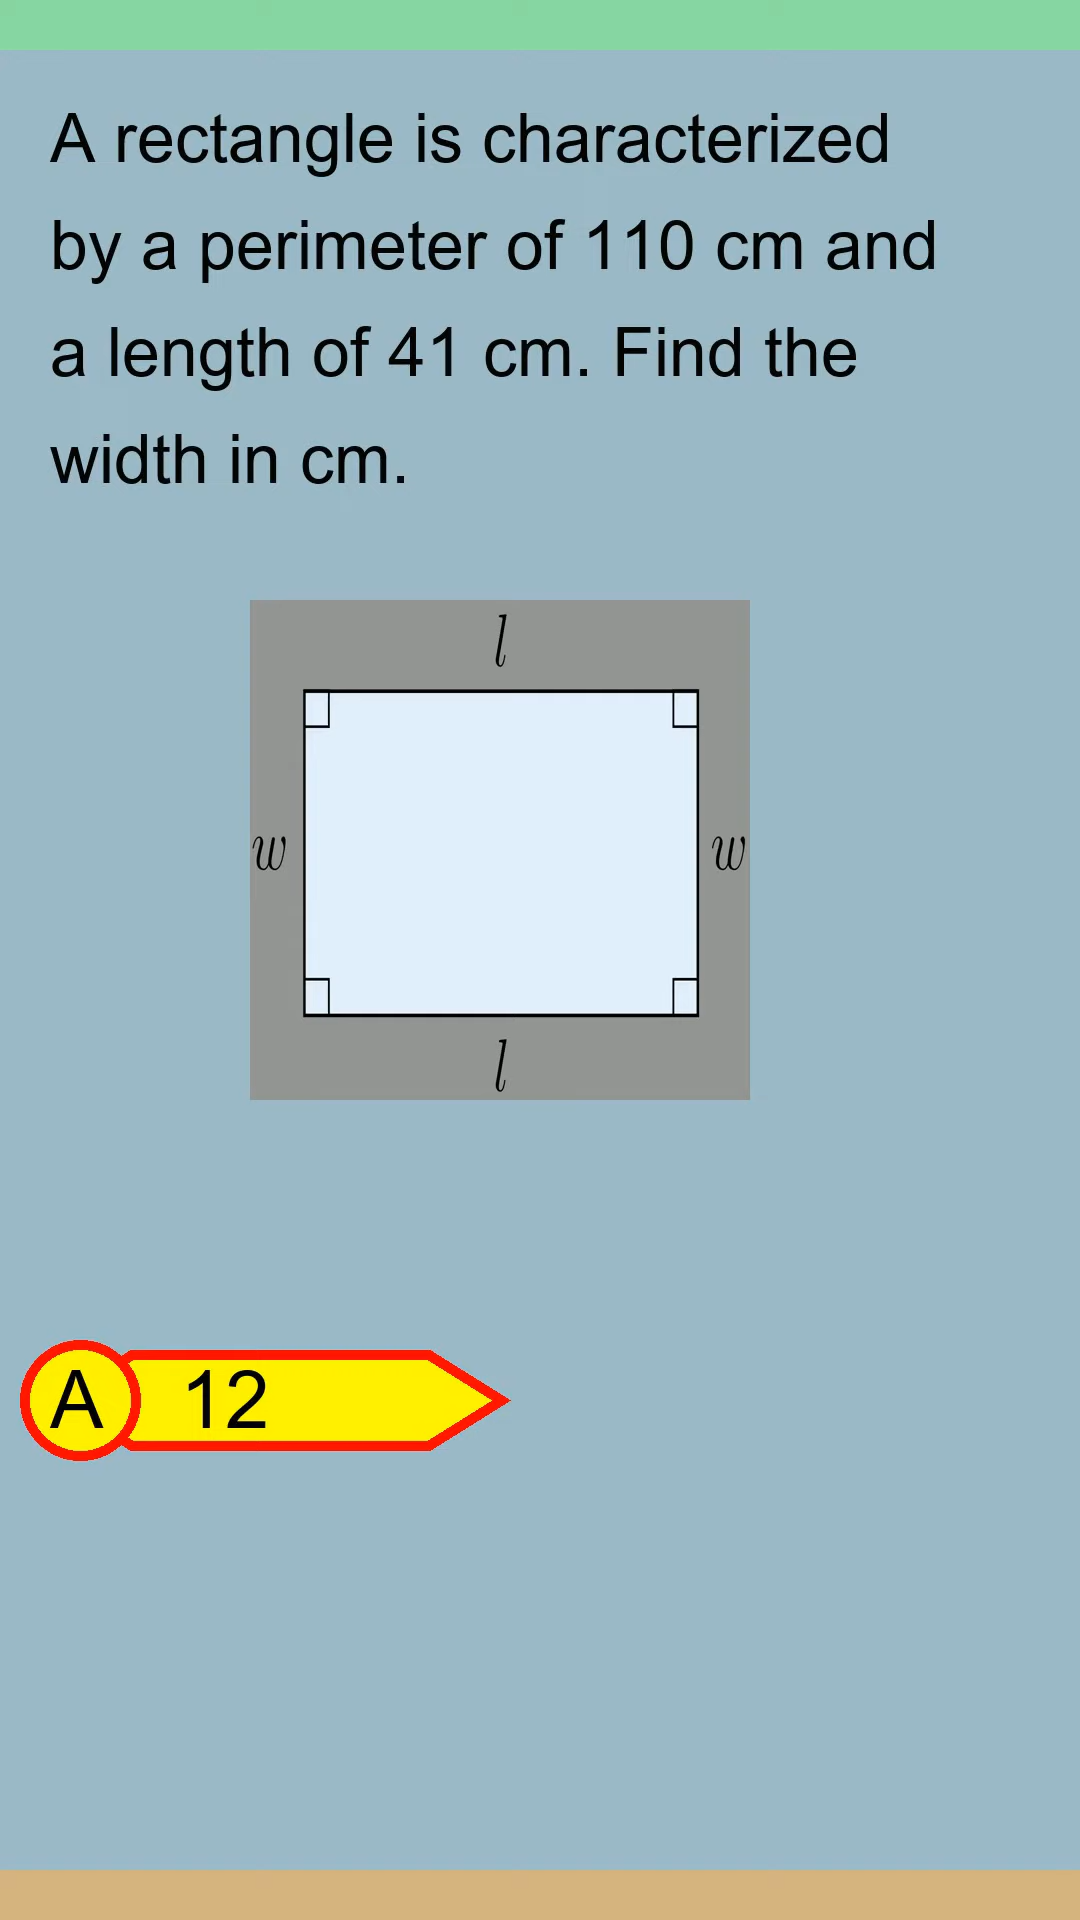 A rectangle is characterized
by a perimeter of 110 cm and
a length of 41 cm. Find the
width in cm.
l
w w
l
A 12